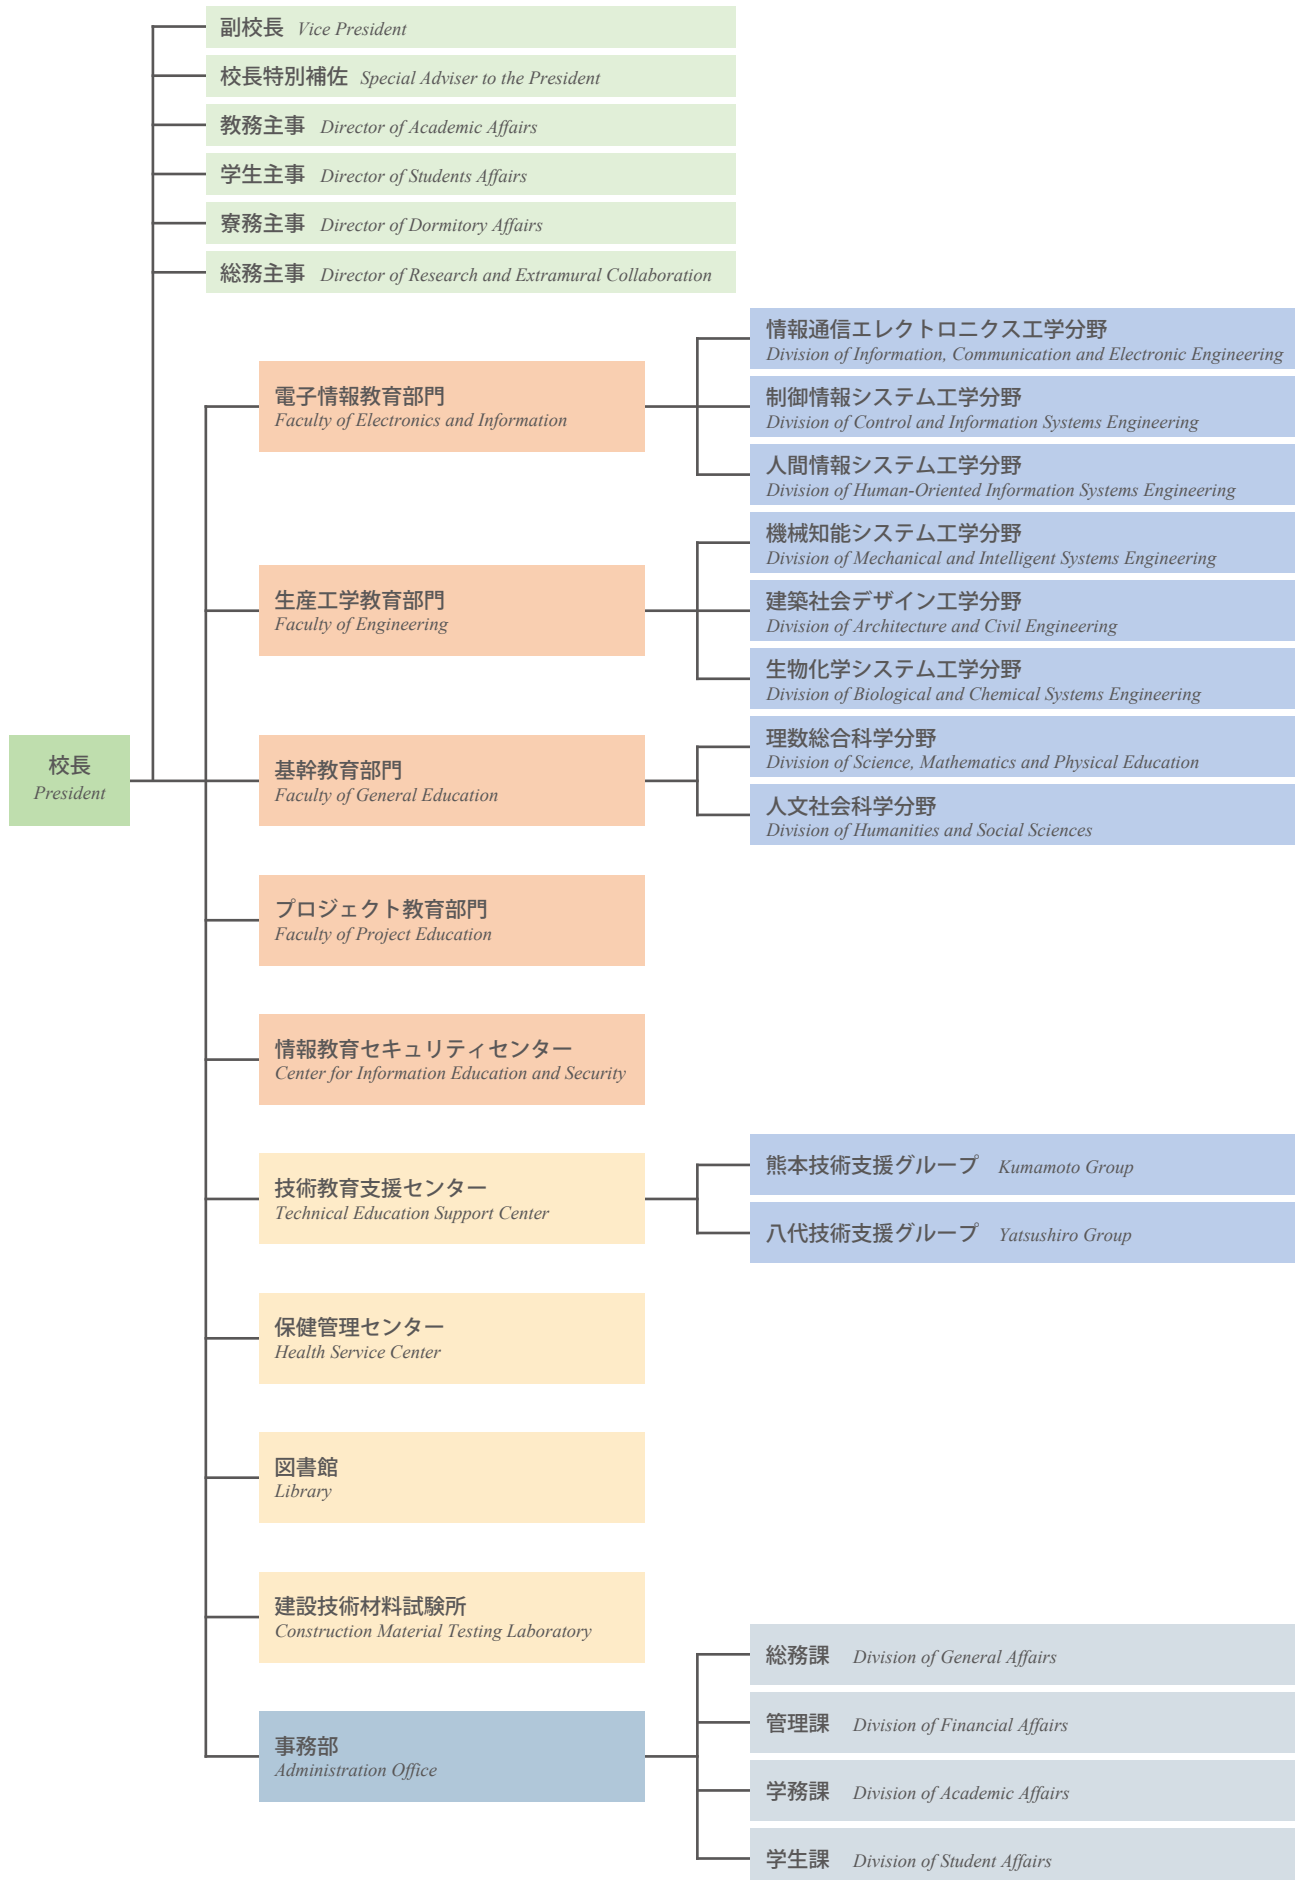 副校長 Vice President
校長特別補佐 Special Adviser to the President
教務主事 Director of Academic Affairs
学生主事 Director of Students Affairs
寮務主事 Director of Dormitory Affairs
総務主事 Director of Research and Extramural Collaboration
校長
President
電子情報教育部門
Faculty of Electronics and Information
情報通信エレクトロニクス工学分野
Division of Information, Communication and Electronic Engineering
制御情報システム工学分野
Division of Control and Information Systems Engineering
人間情報システム工学分野
Division of Human-Oriented Information Systems Engineering
生産工学教育部門
Faculty of Engineering
機械知能システム工学分野
Division of Mechanical and Intelligent Systems Engineering
建築社会デザイン工学分野
Division of Architecture and Civil Engineering
生物化学システム工学分野
Division of Biological and Chemical Systems Engineering
基幹教育部門
Faculty of General Education
理数総合科学分野
Division of Science, Mathematics and Physical Education
人文社会科学分野
Division of Humanities and Social Sciences
プロジェクト教育部門
Faculty of Project Education
情報教育セキュリティセンター
Center for Information Education and Security
技術教育支援センター
Technical Education Support Center
熊本技術支援グループ Kumamoto Group
八代技術支援グループ Yatsushiro Group
保健管理センター
Health Service Center
図書館
Library
建設技術材料試験所
Construction Material Testing Laboratory
事務部
Administration Office
総務課 Division of General Affairs
管理課 Division of Financial Affairs
学務課 Division of Academic Affairs
学生課 Division of Student Affairs